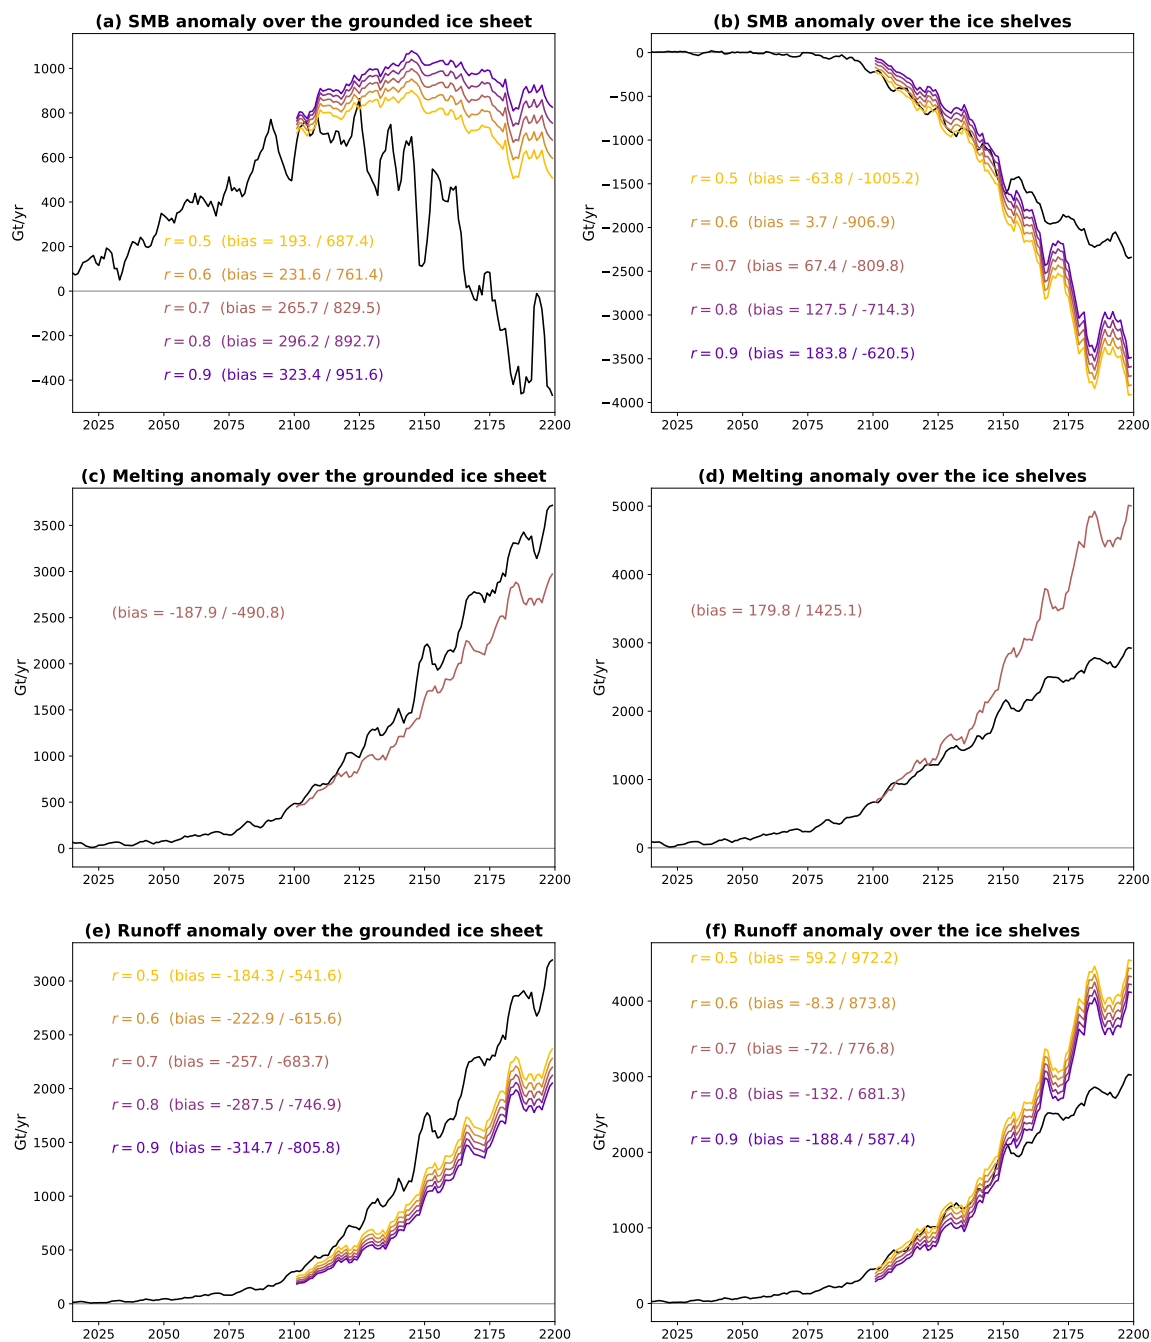 (a) SMB anomaly over the grounded ice sheet
1000
800
600
400
200
0
−200
−400
Gt/yr
r = 0.5 (bias = 193. / 687.4)
r = 0.6 (bias = 231.6 / 761.4)
r = 0.7 (bias = 265.7 / 829.5)
r = 0.8 (bias = 296.2 / 892.7)
r = 0.9 (bias = 323.4 / 951.6)
2025 2050 2075 2100 2125 2150 2175 2200
(b) SMB anomaly over the ice shelves
0
−500
−1000
−1500
−2000
−2500
−3000
−3500
−4000
Gt/yr
r = 0.5 (bias = -63.8 / -1005.2)
r = 0.6 (bias = 3.7 / -906.9)
r = 0.7 (bias = 67.4 / -809.8)
r = 0.8 (bias = 127.5 / -714.3)
r = 0.9 (bias = 183.8 / -620.5)
2025 2050 2075 2100 2125 2150 2175 2200
(c) Melting anomaly over the grounded ice sheet
3500
3000
2500
2000
1500
1000
500
0
Gt/yr
(bias = -187.9 / -490.8)
2025 2050 2075 2100 2125 2150 2175 2200
(d) Melting anomaly over the ice shelves
5000
4000
3000
2000
1000
0
Gt/yr
(bias = 179.8 / 1425.1)
2025 2050 2075 2100 2125 2150 2175 2200
(e) Runoff anomaly over the grounded ice sheet
3000
2500
2000
1500
1000
500
0
Gt/yr
r = 0.5 (bias = -184.3 / -541.6)
r = 0.6 (bias = -222.9 / -615.6)
r = 0.7 (bias = -257. / -683.7)
r = 0.8 (bias = -287.5 / -746.9)
r = 0.9 (bias = -314.7 / -805.8)
2025 2050 2075 2100 2125 2150 2175 2200
(f) Runoff anomaly over the ice shelves
4000
3000
2000
1000
0
Gt/yr
r = 0.5 (bias = 59.2 / 972.2)
r = 0.6 (bias = -8.3 / 873.8)
r = 0.7 (bias = -72. / 776.8)
r = 0.8 (bias = -132. / 681.3)
r = 0.9 (bias = -188.4 / 587.4)
2025 2050 2075 2100 2125 2150 2175 2200